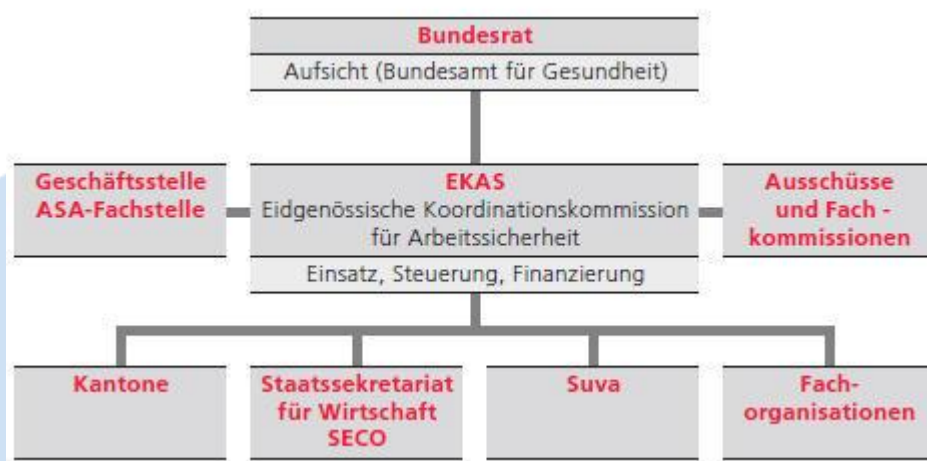 Bundesrat
Aufsicht (Bundesamt für Gesundheit)
Geschäftsstelle
ASA-Fachstelle
EKAS
Eidgenössische Koordinationskommission
für Arbeitssicherheit
Einsatz, Steuerung, Finanzierung
Ausschüsse
und Fach -
kommissionen
Kantone
Staatssekretariat
für Wirtschaft
SECO
Suva
Fach-
organisationen